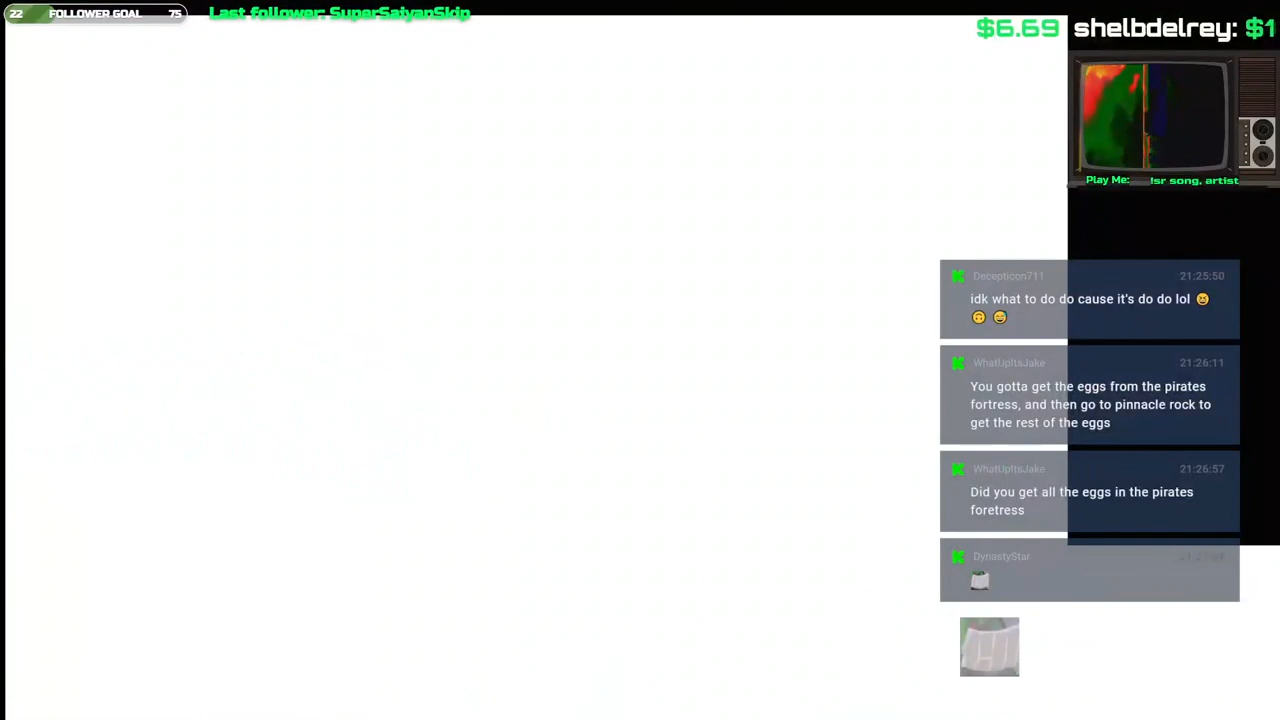 22 FOLLOWER GOAL 75
Last follower: SuperSaiyanSkip
$6.69 shelbdelrey: $1
Play Me: !sr song, artist
Decepticon711 21:25:50
idk what to do do cause it's do do lol 😆
🙃 😅
WhatUpItsJake 21:26:11
You gotta get the eggs from the pirates
fortress, and then go to pinnacle rock to
get the rest of the eggs
WhatUpItsJake 21:26:57
Did you get all the eggs in the pirates
foretress
DynastyStar
HI